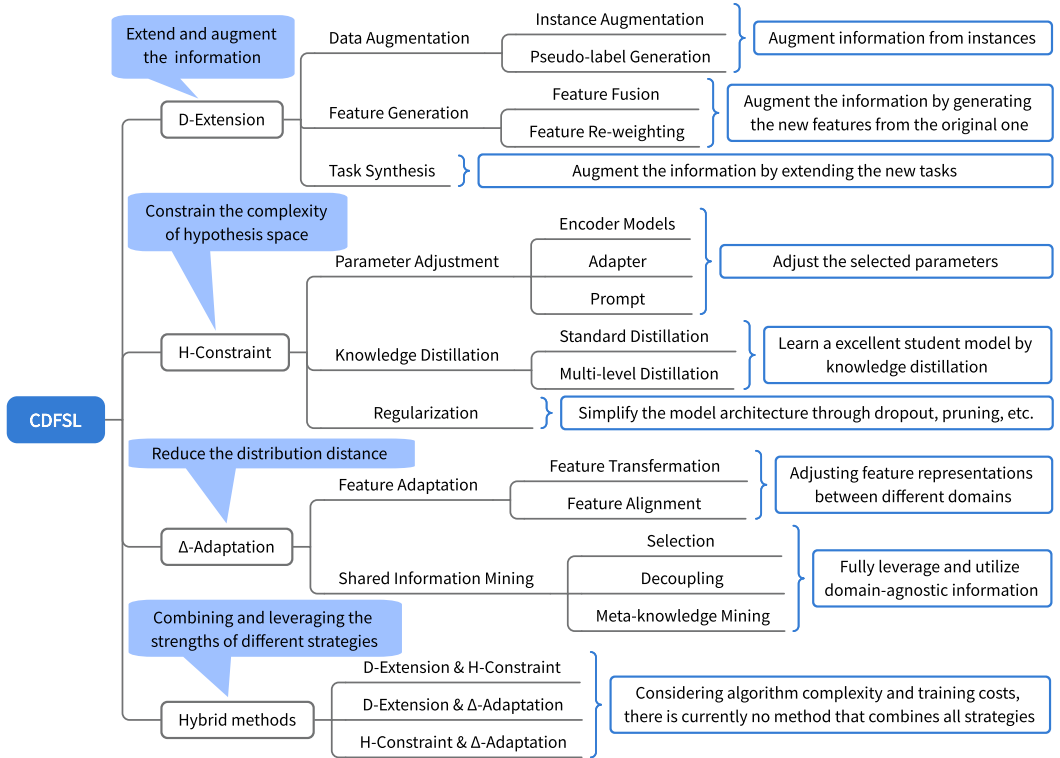 Extend and augment
the information
D-Extension
Data Augmentation
Instance Augmentation
Pseudo-label Generation
Augment information from instances
Feature Generation
Feature Fusion
Feature Re-weighting
Augment the information by generating
the new features from the original one
Task Synthesis
Augment the information by extending the new tasks
Constrain the complexity
of hypothesis space
H-Constraint
Parameter Adjustment
Encoder Models
Adapter
Prompt
Adjust the selected parameters
Knowledge Distillation
Standard Distillation
Multi-level Distillation
Learn a excellent student model by
knowledge distillation
Regularization
Simplify the model architecture through dropout, pruning, etc.
CDFSL
Reduce the distribution distance
Δ-Adaptation
Feature Adaptation
Feature Transfermation
Feature Alignment
Adjusting feature representations
between different domains
Shared Information Mining
Selection
Decoupling
Meta-knowledge Mining
Fully leverage and utilize
domain-agnostic information
Combining and leveraging the
strengths of different strategies
Hybrid methods
D-Extension & H-Constraint
D-Extension & Δ-Adaptation
H-Constraint & Δ-Adaptation
Considering algorithm complexity and training costs,
there is currently no method that combines all strategies